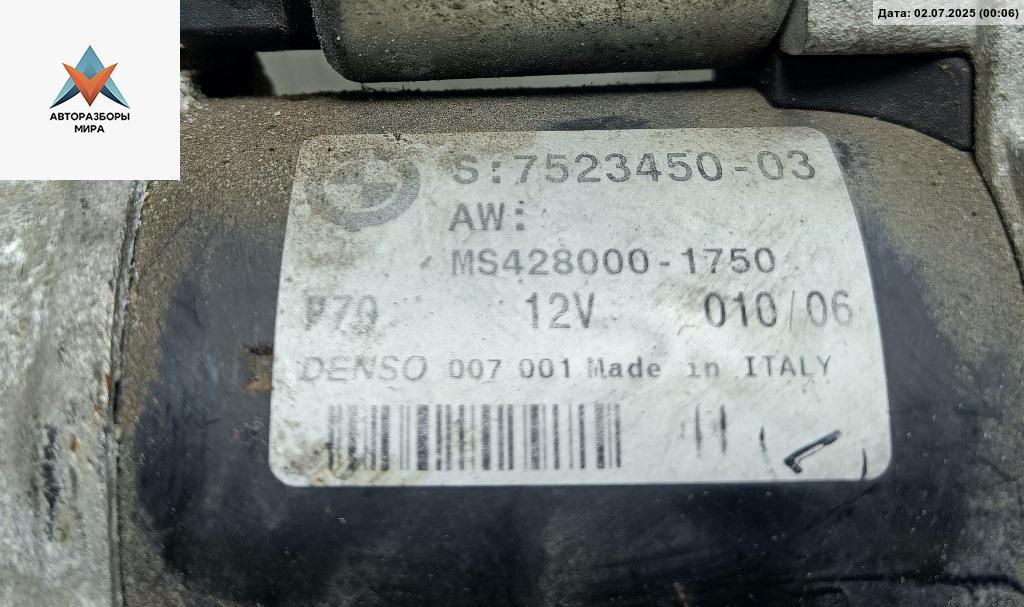 Дата: 02.07.2025 (00:06)
АВТОРАЗБОРЫ
МИРА
S:7523450-03
AW:
MS428000-1750
P70 12V 010/06
DENSO 007 001 Made in ITALY